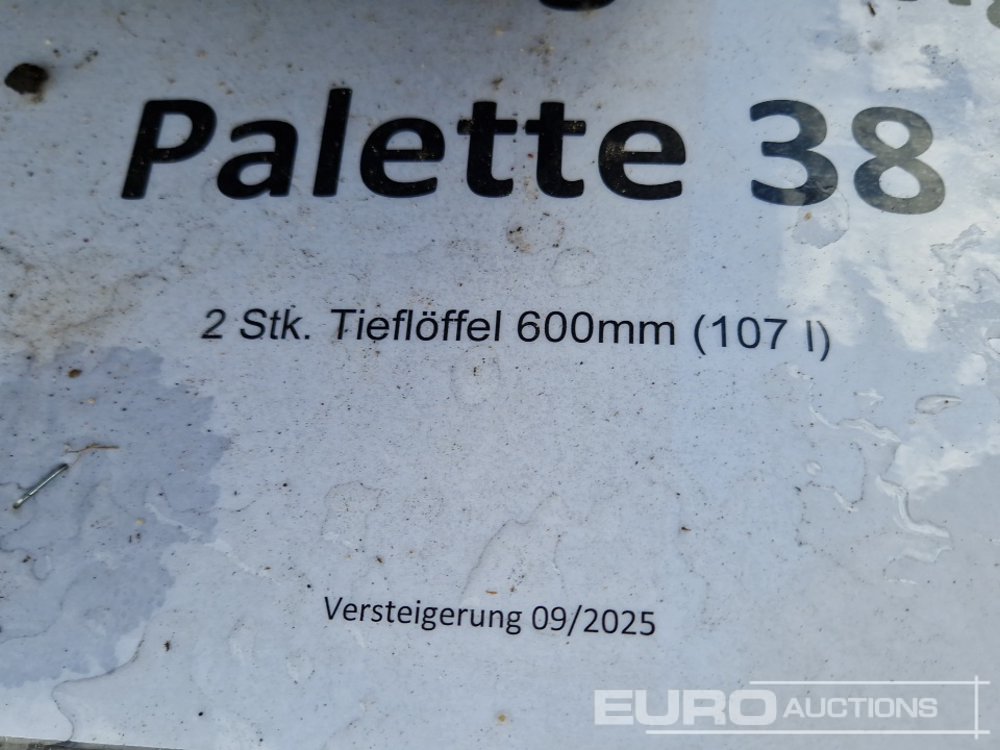 Palette 38
2 Stk. Tieflöffel 600mm (107 l)
Versteigerung 09/2025
EURO AUCTIONS